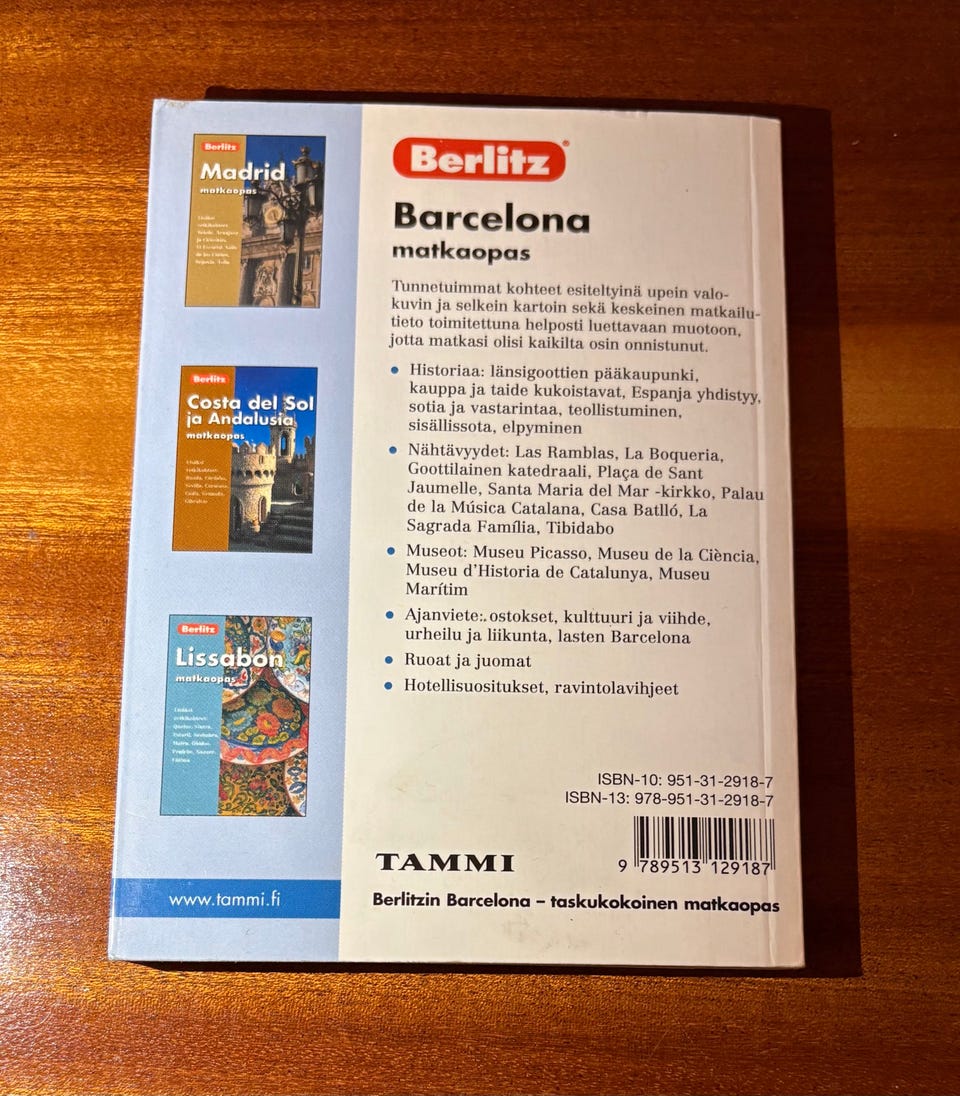 Berlitz
Madrid
matkaopas
Berlitz
Costa del Sol
ja Andalusia
matkaopas
Berlitz
Lissabon
matkaopas
www.tammi.fi
Berlitz®
Barcelona
matkaopas
Tunnetuimmat kohteet esiteltyinä upein valo-
kuvin ja selkein kartoin sekä keskeinen matkailu-
tieto toimitettuna helposti luettavaan muotoon,
jotta matkasi olisi kaikilta osin onnistunut.
• Historiaa: länsigoottien pääkaupunki,
kauppa ja taide kukoistavat, Espanja yhdistyy,
sotia ja vastarintaa, teollistuminen,
sisällissota, elpyminen
• Nähtävyydet: Las Ramblas, La Boqueria,
Goottilainen katedraali, Plaça de Sant
Jaumelle, Santa Maria del Mar -kirkko, Palau
de la Música Catalana, Casa Batlló, La
Sagrada Família, Tibidabo
• Museot: Museu Picasso, Museu de la Ciència,
Museu d'Historia de Catalunya, Museu
Marítim
• Ajanviete:. ostokset, kulttuuri ja viihde,
urheilu ja liikunta, lasten Barcelona
• Ruoat ja juomat
• Hotellisuositukset, ravintolavihjeet
ISBN-10: 951-31-2918-7
ISBN-13: 978-951-31-2918-7
9 789513 129187
TAMMI
Berlitzin Barcelona – taskukokoinen matkaopas